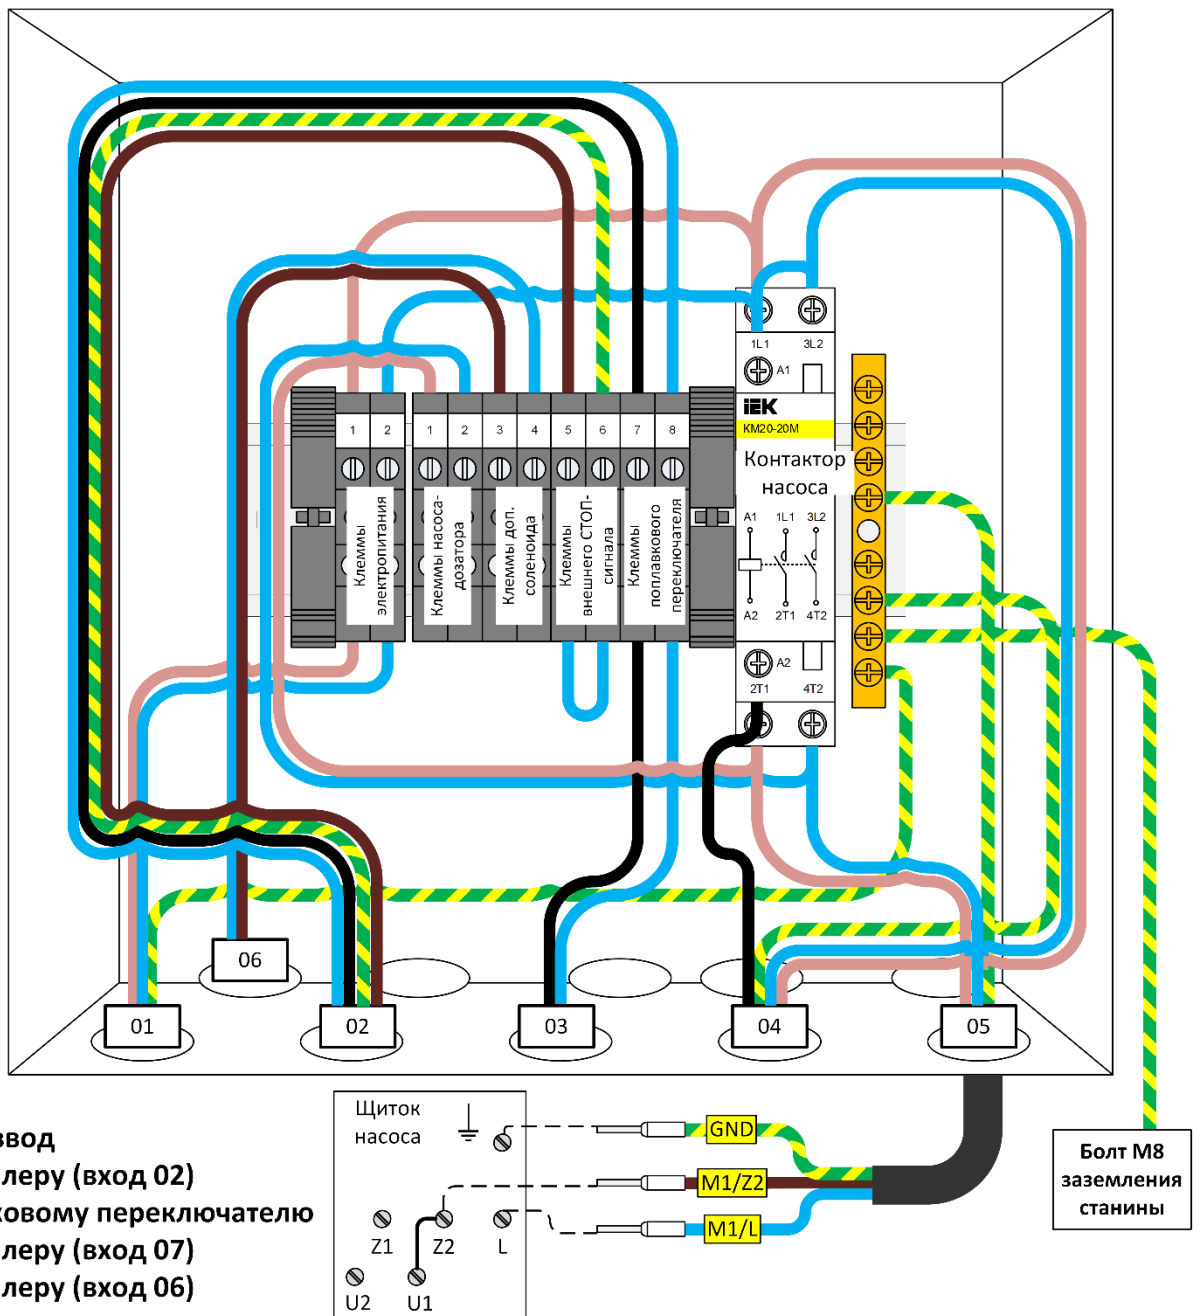 1L1 3L2
A1
IEK
KM20-20M
Контактор
насоса
A1 1L1 3L2
A2 2T1 4T2
A2
2T1 4T2
1 2 1 2 3 4 5 6 7 8
Клеммы
электропитания
Клеммы насоса-
дозатора
Клеммы доп.
соленоида
Клеммы
внешнего СТОП-
сигнала
Клеммы
поплавкового
переключателя
06
01 02 03 04 05
Щиток
насоса
GND
M1/Z2
M1/L
Z1 Z2 L
U2 U1
Болт М8
заземления
станины
ввод
леру (вход 02)
ковому переключателю
леру (вход 07)
леру (вход 06)